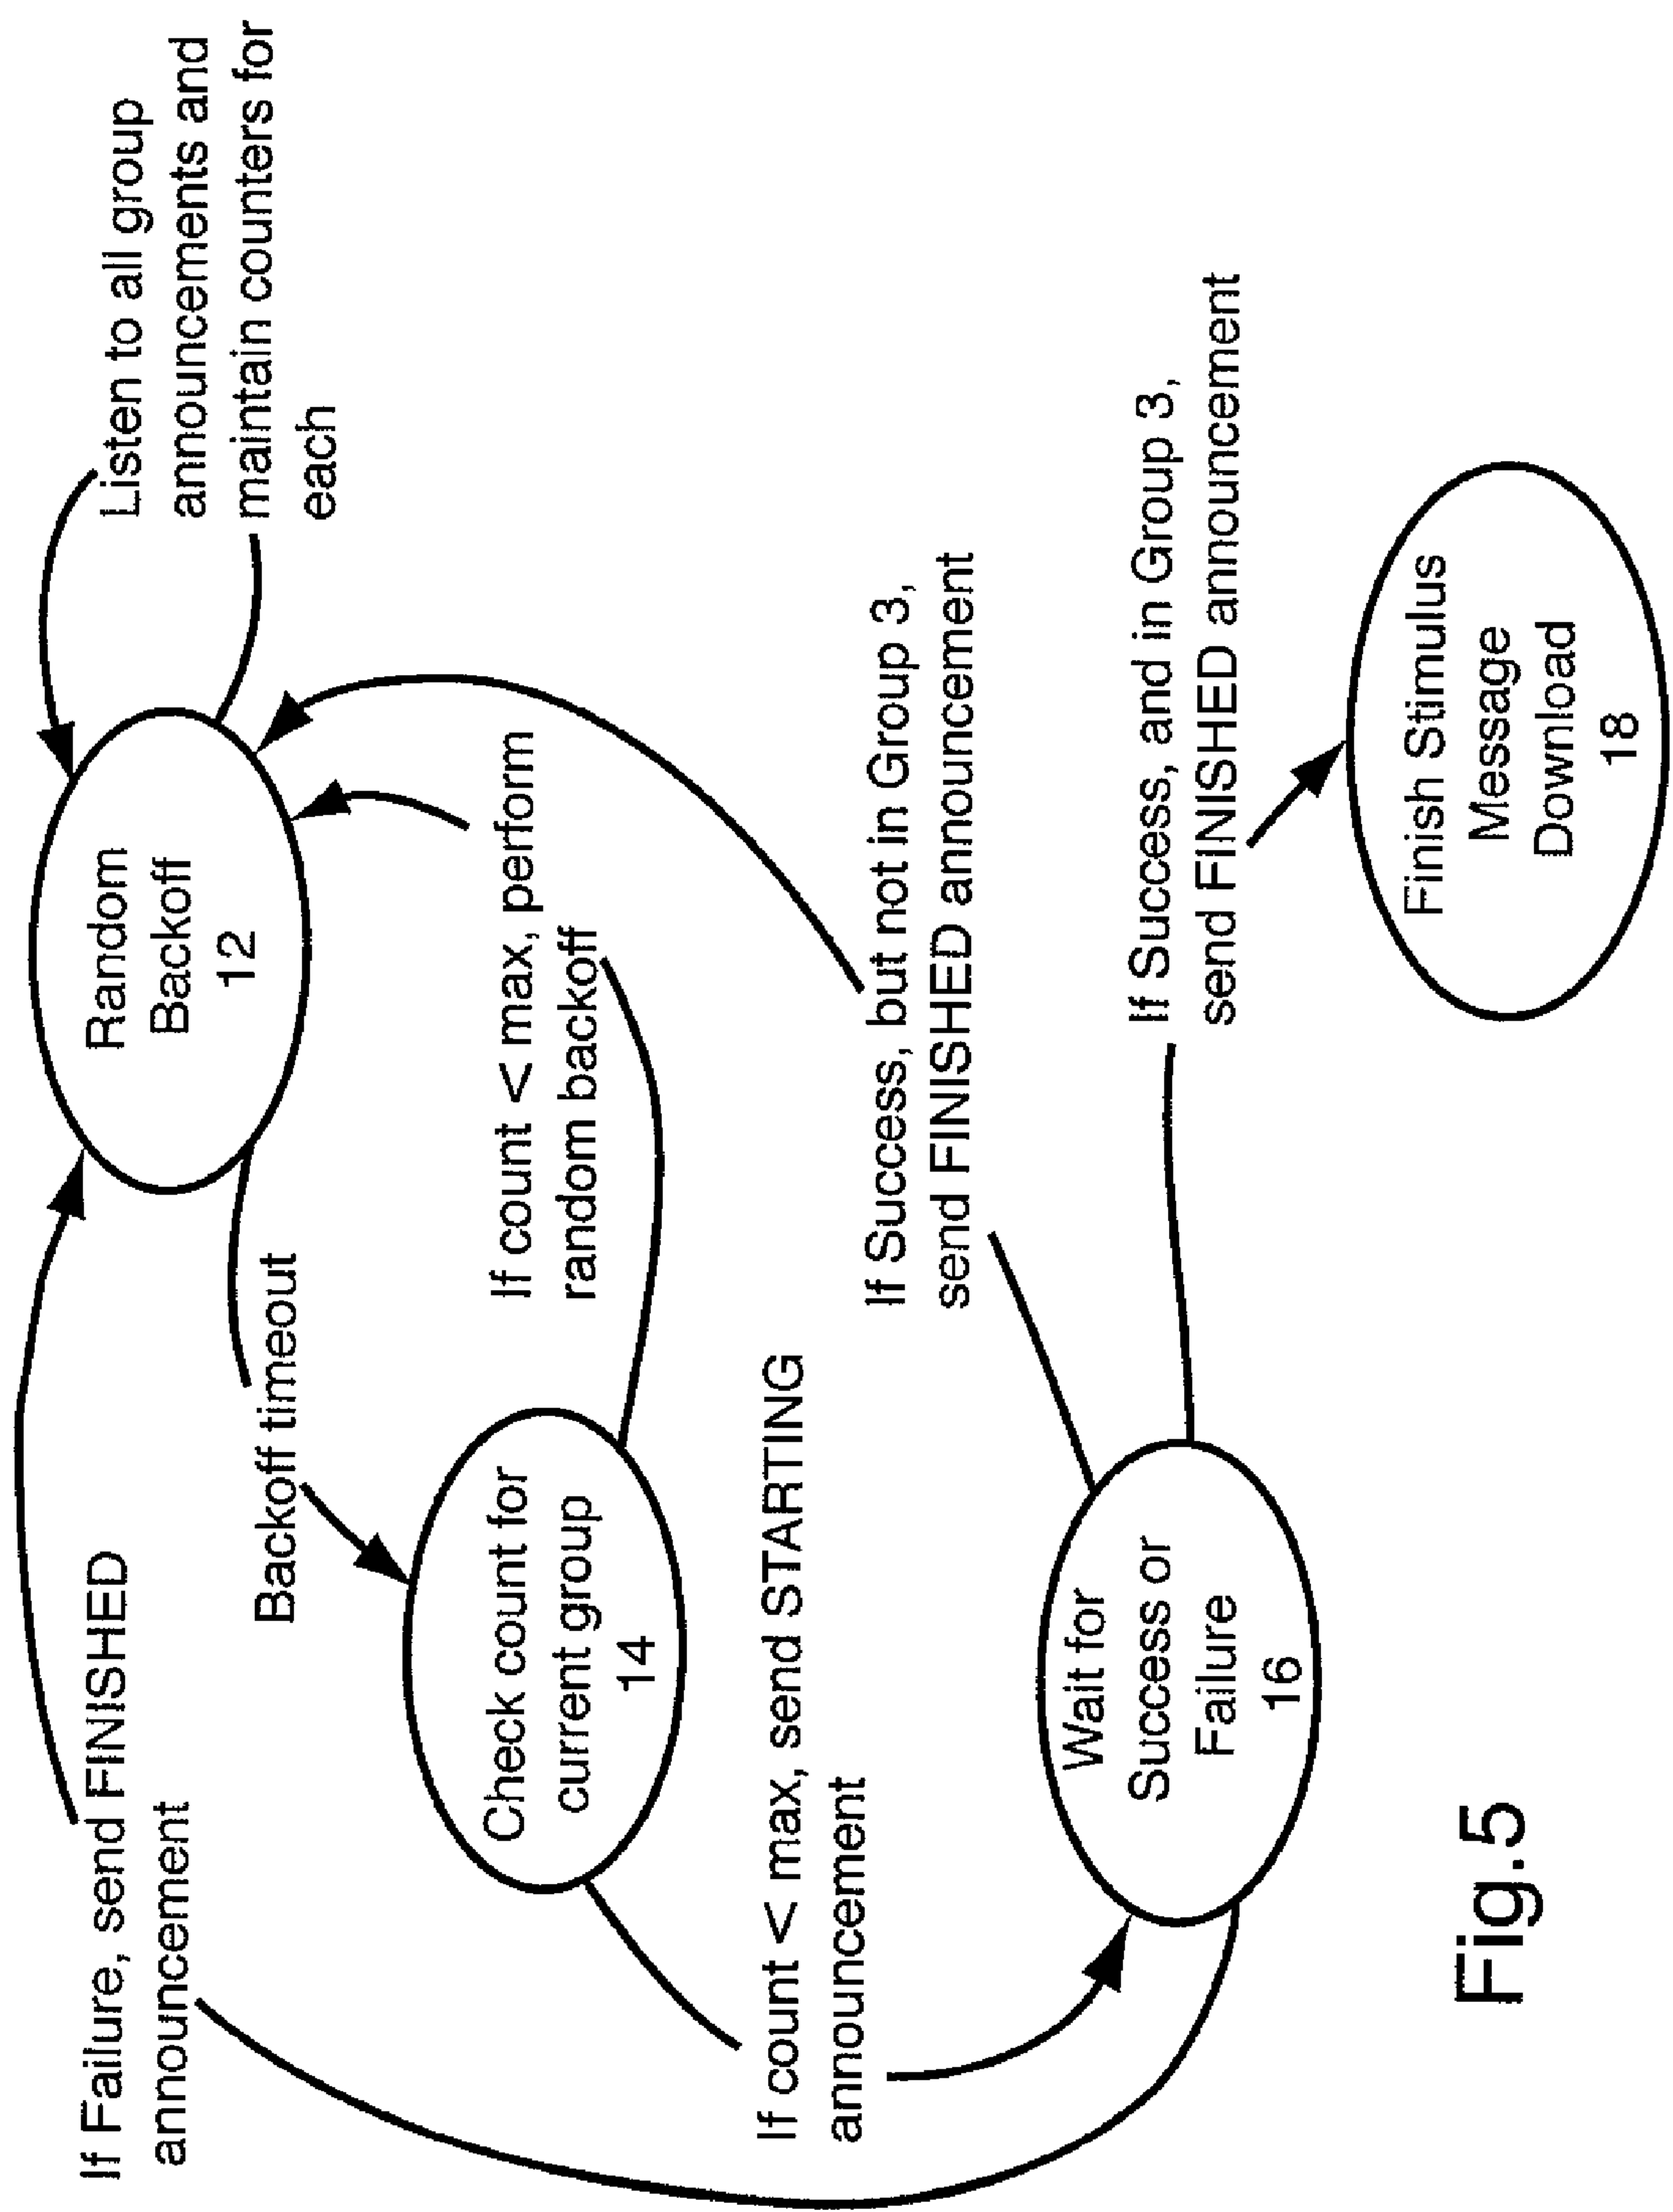 If Failure, send FINISHED
announcement
Listen to all group
announcements and
maintain counters for
each
Random
Backoff
12
Backoff timeout
If count < max, perform
random backoff
Check count for
current group
14
If count < max, send STARTING
announcement
If Success, but not in Group 3,
send FINISHED announcement
Wait for
Success or
Failure
16
If Success, and in Group 3,
send FINISHED announcement
Finish Stimulus
Message
Download
18
Fig.5